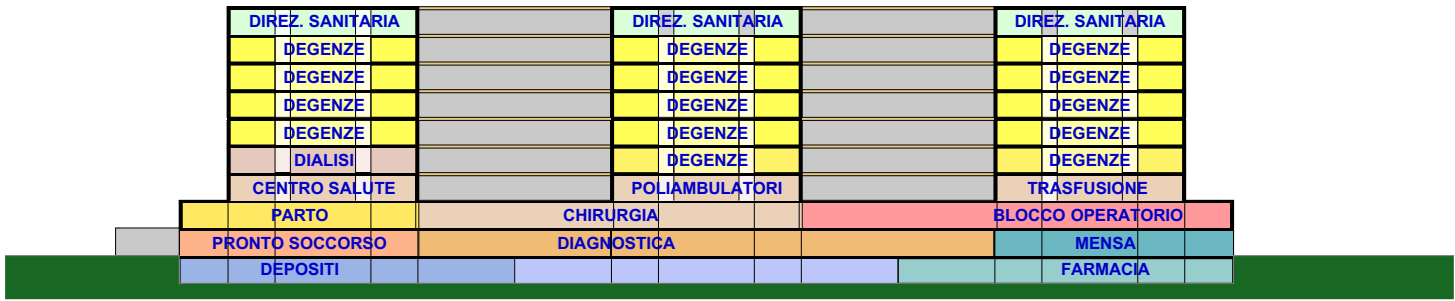 DIREZ. SANITARIA DIREZ. SANITARIA DIREZ. SANITARIA
DEGENZE DEGENZE DEGENZE
DEGENZE DEGENZE DEGENZE
DEGENZE DEGENZE DEGENZE
DEGENZE DEGENZE DEGENZE
DIALISI DEGENZE DEGENZE
CENTRO SALUTE POLIAMBULATORI TRASFUSIONE
PARTO CHIRURGIA BLOCCO OPERATORIO
PRONTO SOCCORSO DIAGNOSTICA MENSA
DEPOSITI FARMACIA